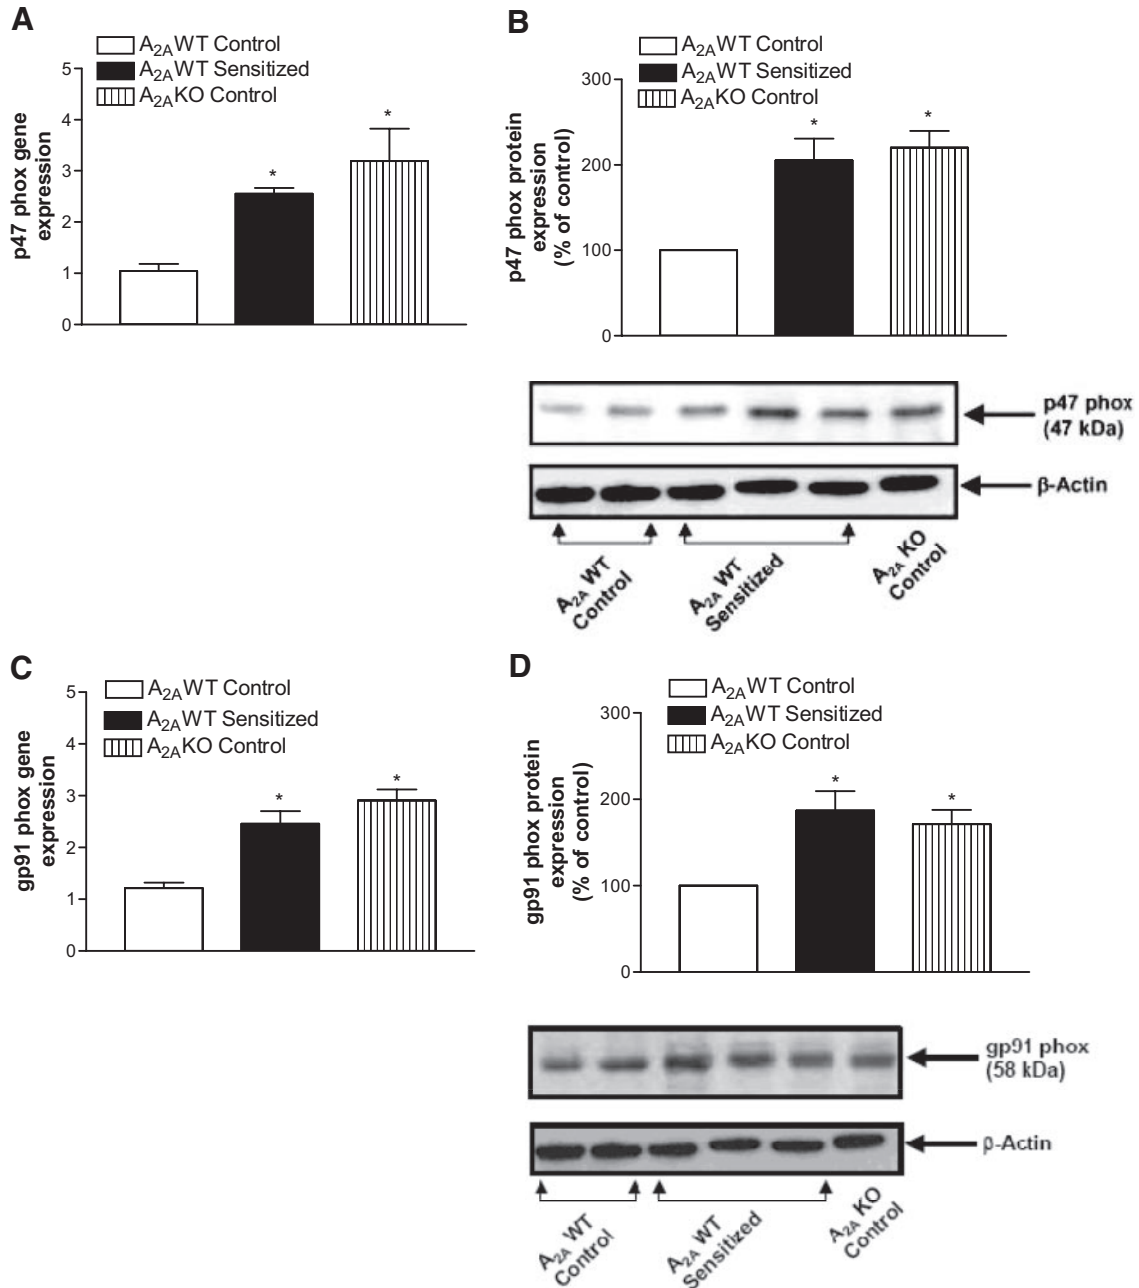 A
A2AWT Control
A2AWT Sensitized
A2AKO Control
p47 phox gene
expression
5
4
3
2
1
0
*
*
B
A2AWT Control
A2AWT Sensitized
A2AKO Control
p47 phox protein
expression
(% of control)
300
200
100
0
*
*
p47 phox
(47 kDa)
β-Actin
A2A WT
Control
A2A WT
Sensitized
A2A KO
Control
C
A2AWT Control
A2AWT Sensitized
A2AKO Control
gp91 phox gene
expression
5
4
3
2
1
0
*
*
D
A2AWT Control
A2AWT Sensitized
A2AKO Control
gp91 phox protein
expression
(% of control)
300
200
100
0
*
*
gp91 phox
(58 kDa)
β-Actin
A2A WT
Control
A2A WT
Sensitized
A2A KO
Control